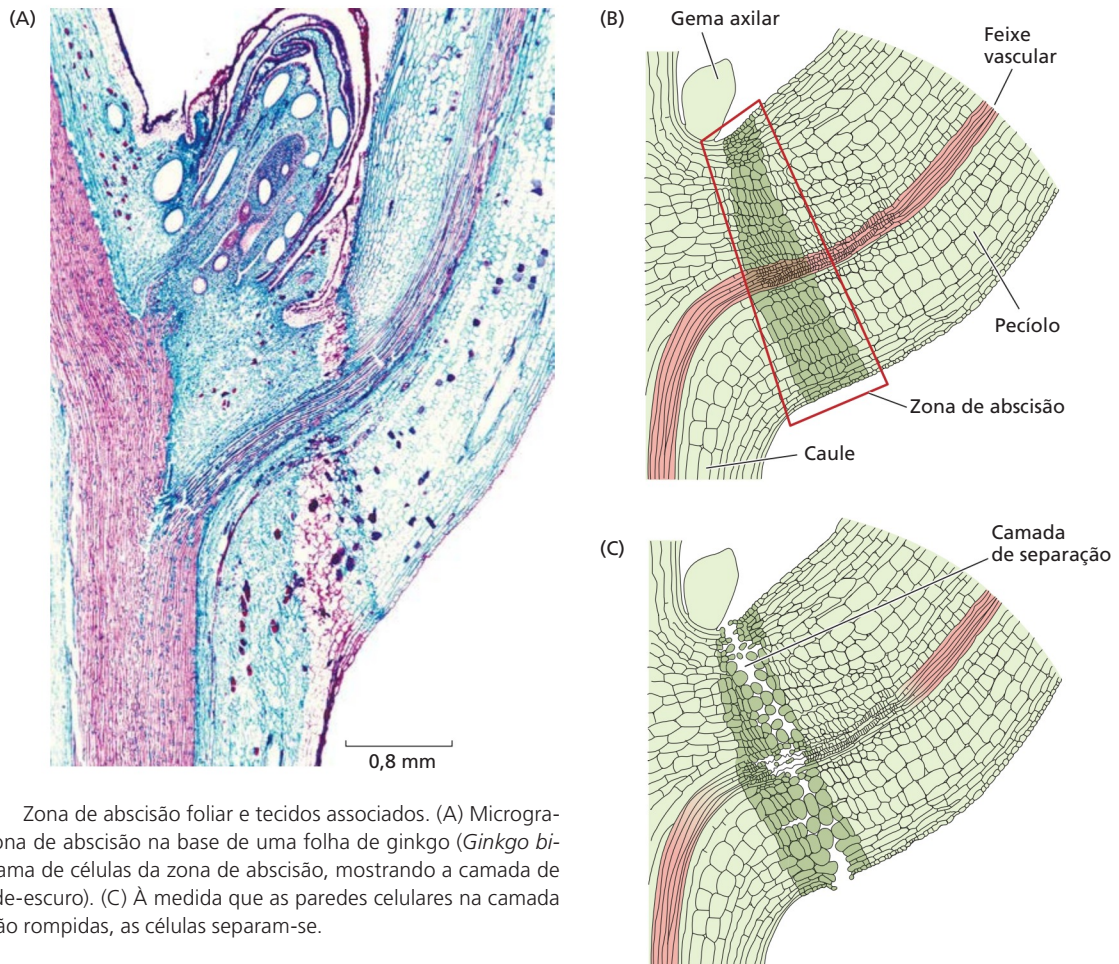 (A)
0,8 mm
(B)
Gema axilar
Feixe
vascular
Pecíolo
Zona de abscisão
Caule
(C)
Camada
de separação
Zona de abscisão foliar e tecidos associados. (A) Microgra-
ona de abscisão na base de uma folha de ginkgo (Ginkgo bi-
ama de células da zona de abscisão, mostrando a camada de
de-escuro). (C) À medida que as paredes celulares na camada
ão rompidas, as células separam-se.